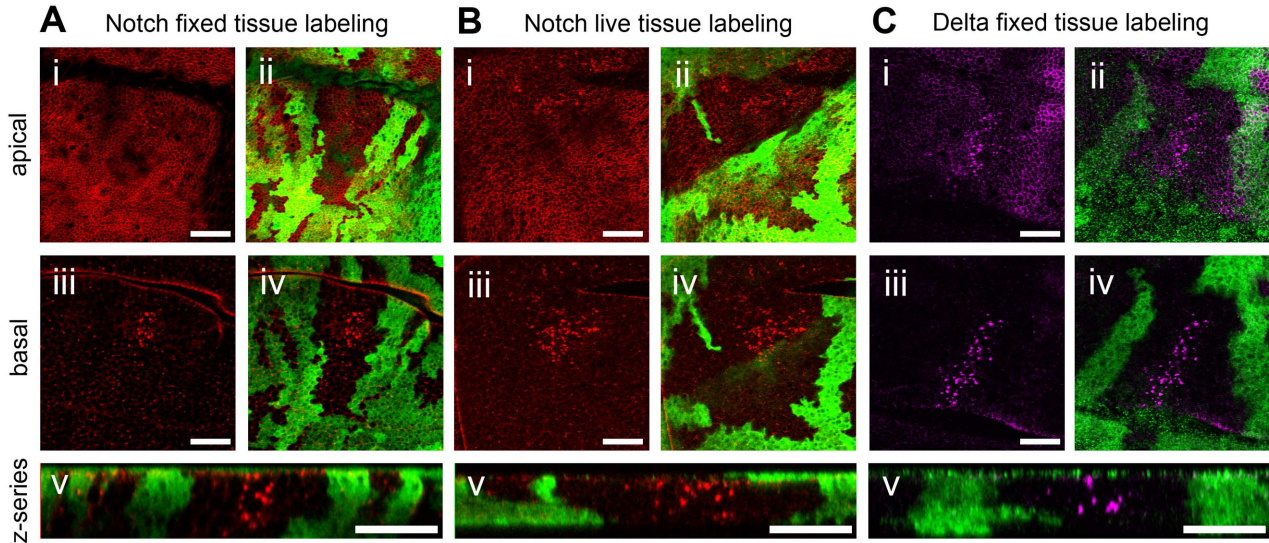 A Notch fixed tissue labeling
B Notch live tissue labeling
C Delta fixed tissue labeling
apical
i
ii
i
ii
i
ii
basal
iii
iv
iii
iv
iii
iv
z-series
v
v
v